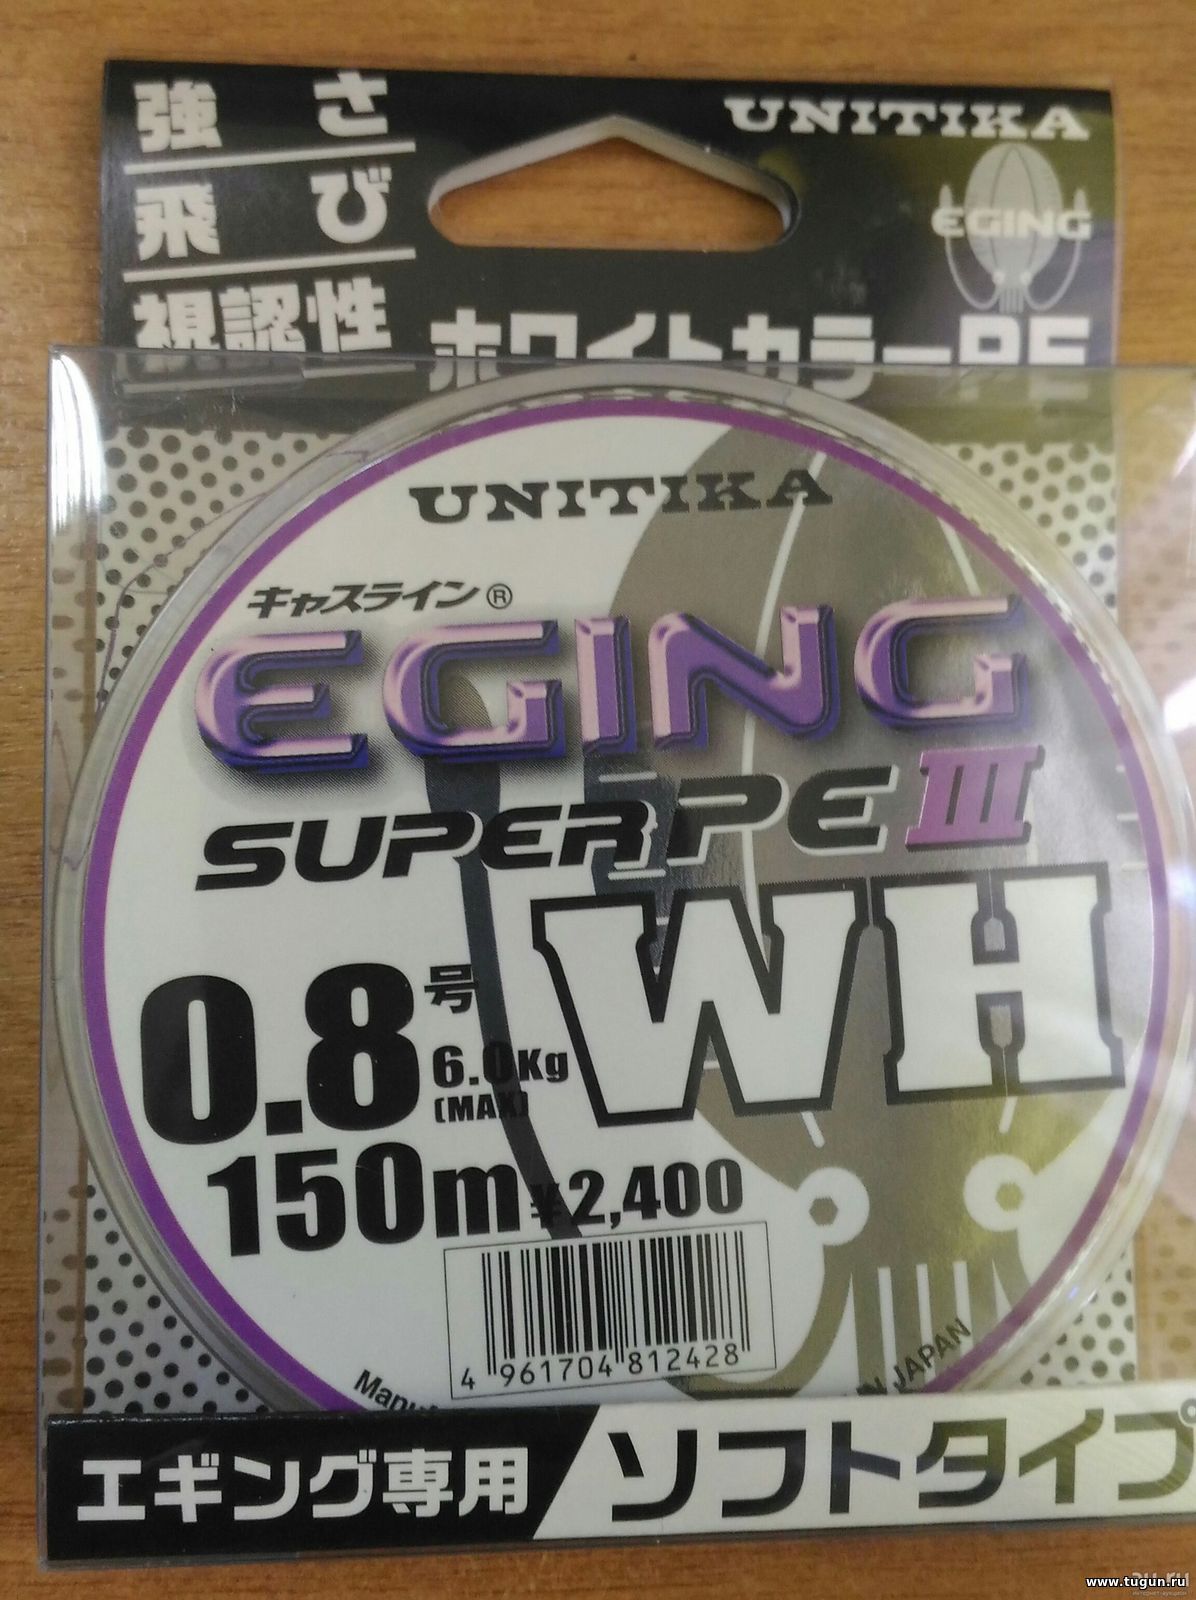 強さ
飛び
視認性
UNITIKA
EGING
ホワイトカラーPE
UNITIKA
キャスライン®
EGING
SUPER PE III
WH
0.8号
6.0Kg
(MAX)
150m
¥2,400
4 961704 812428
IN JAPAN
エギング専用
ソフトタイプ
www.tugun.ru